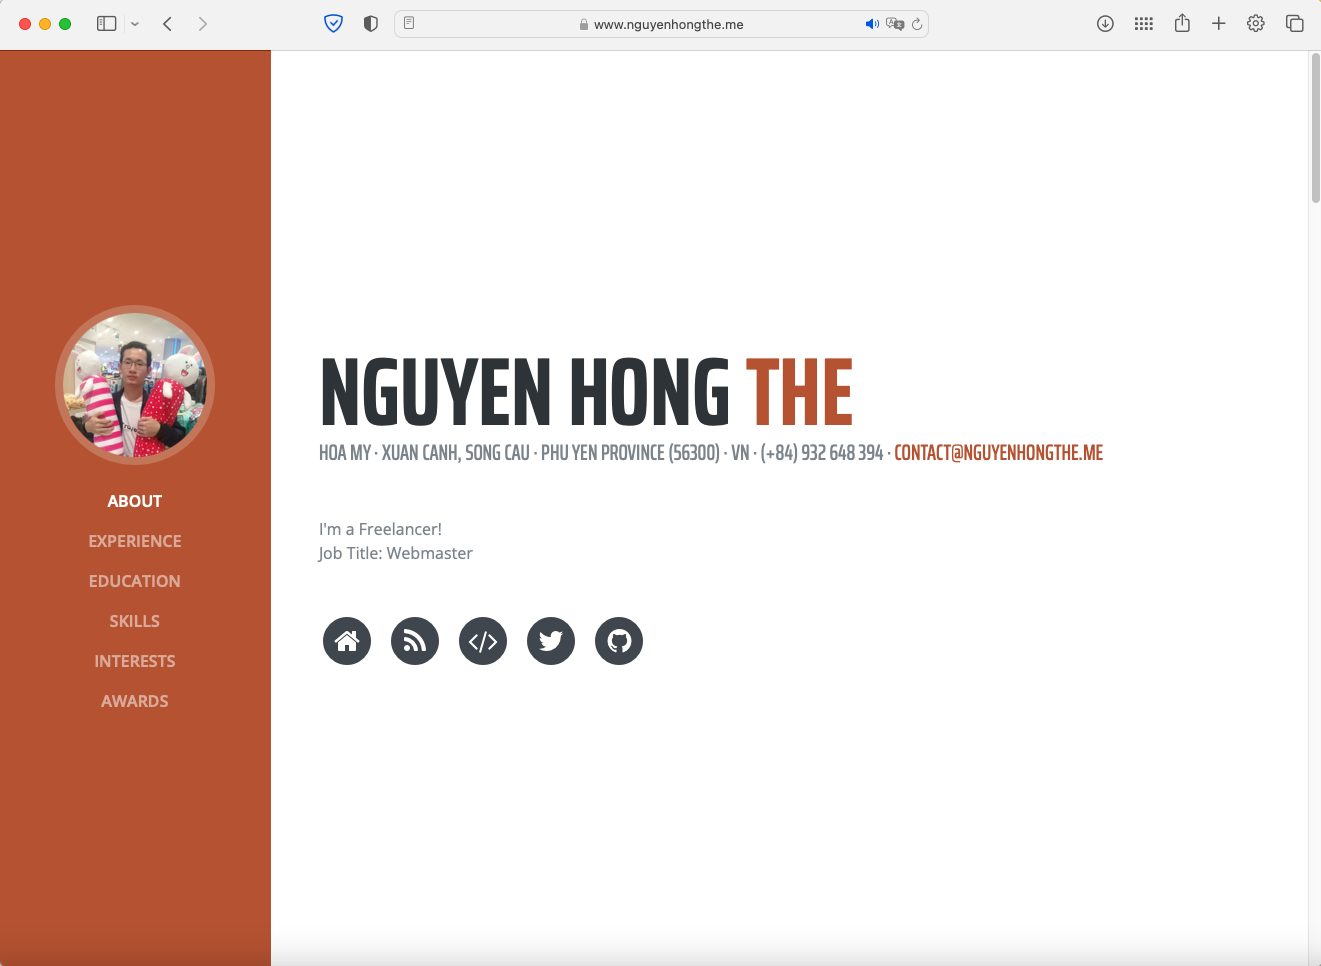 www.nguyenhongthe.me
ABOUT
EXPERIENCE
EDUCATION
SKILLS
INTERESTS
AWARDS
NGUYEN HONG THE
HOA MY · XUAN CANH, SONG CAU · PHU YEN PROVINCE (56300) · VN · (+84) 932 648 394 · CONTACT@NGUYENHONGTHE.ME
I'm a Freelancer!
Job Title: Webmaster